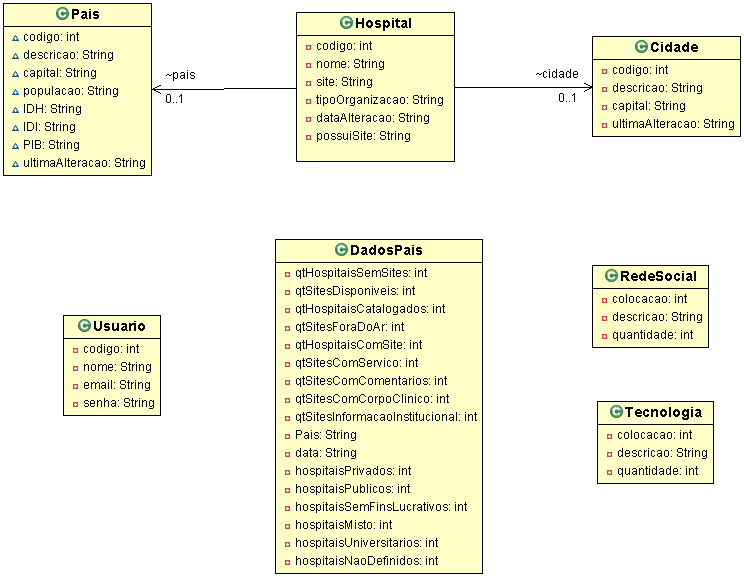 Pais
codigo: int
descricao: String
capital: String
populacao: String
IDH: String
IDI: String
PIB: String
ultimaAlteracao: String
~pais
0..1
Hospital
codigo: int
nome: String
site: String
tipoOrganizacao: String
dataAlteracao: String
possuiSite: String
~cidade
0..1
Cidade
codigo: int
descricao: String
capital: String
ultimaAlteracao: String
Usuario
codigo: int
nome: String
email: String
senha: String
DadosPais
qtHospitaisSemSites: int
qtSitesDisponiveis: int
qtHospitaisCatalogados: int
qtSitesForaDoAr: int
qtHospitaisComSite: int
qtSitesComServico: int
qtSitesComComentarios: int
qtSitesComCorpoClinico: int
qtSitesInformacaoInstitucional: int
Pais: String
data: String
hospitaisPrivados: int
hospitaisPublicos: int
hospitaisSemFinsLucrativos: int
hospitaisMisto: int
hospitaisUniversitarios: int
hospitaisNaoDefinidos: int
RedeSocial
colocacao: int
descricao: String
quantidade: int
Tecnologia
colocacao: int
descricao: String
quantidade: int